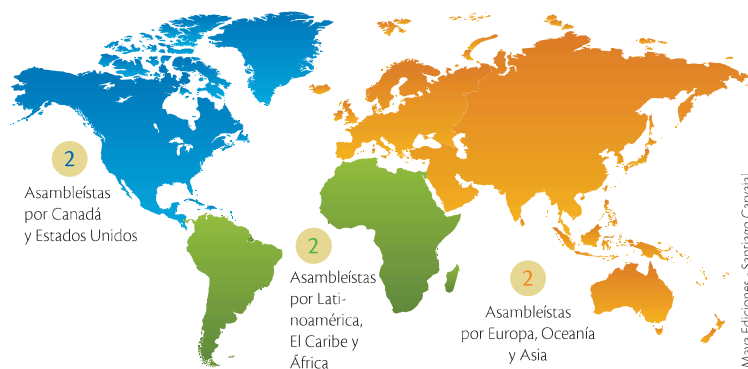 2
Asambleístas
por Canadá
y Estados Unidos
2
Asambleístas
por Lati-
noamérica,
El Caribe y
África
2
Asambleístas
por Europa, Oceanía
y Asia
Maya Ediciones - Santiago Carvajal